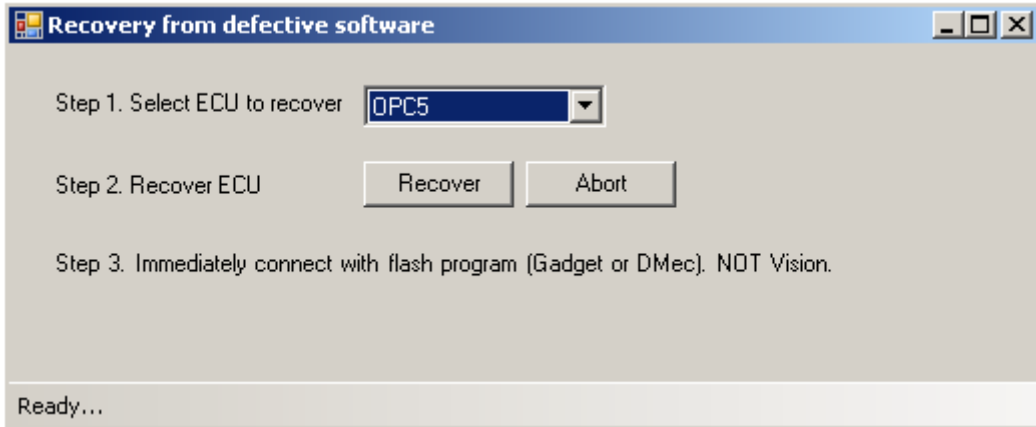 Recovery from defective software
Step 1. Select ECU to recover OPC5
Step 2. Recover ECU Recover Abort
Step 3. Immediately connect with flash program (Gadget or DMec). NOT Vision.
Ready...